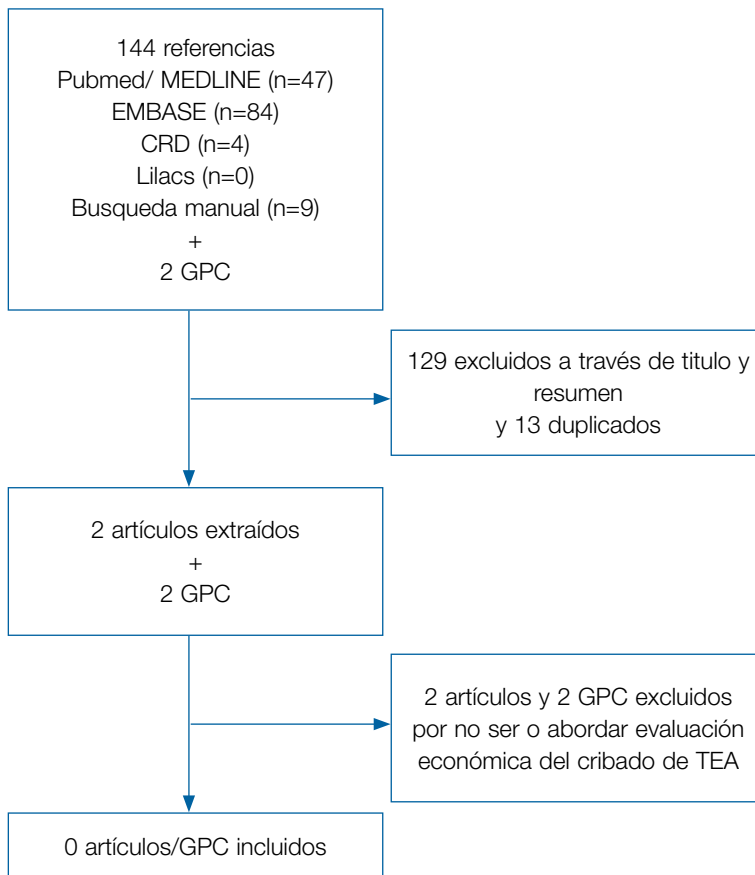 144 referencias
Pubmed/ MEDLINE (n=47)
EMBASE (n=84)
CRD (n=4)
Lilacs (n=0)
Busqueda manual (n=9)
+
2 GPC
129 excluidos a través de titulo y
resumen
y 13 duplicados
2 artículos extraídos
+
2 GPC
2 artículos y 2 GPC excluidos
por no ser o abordar evaluación
económica del cribado de TEA
0 artículos/GPC incluidos